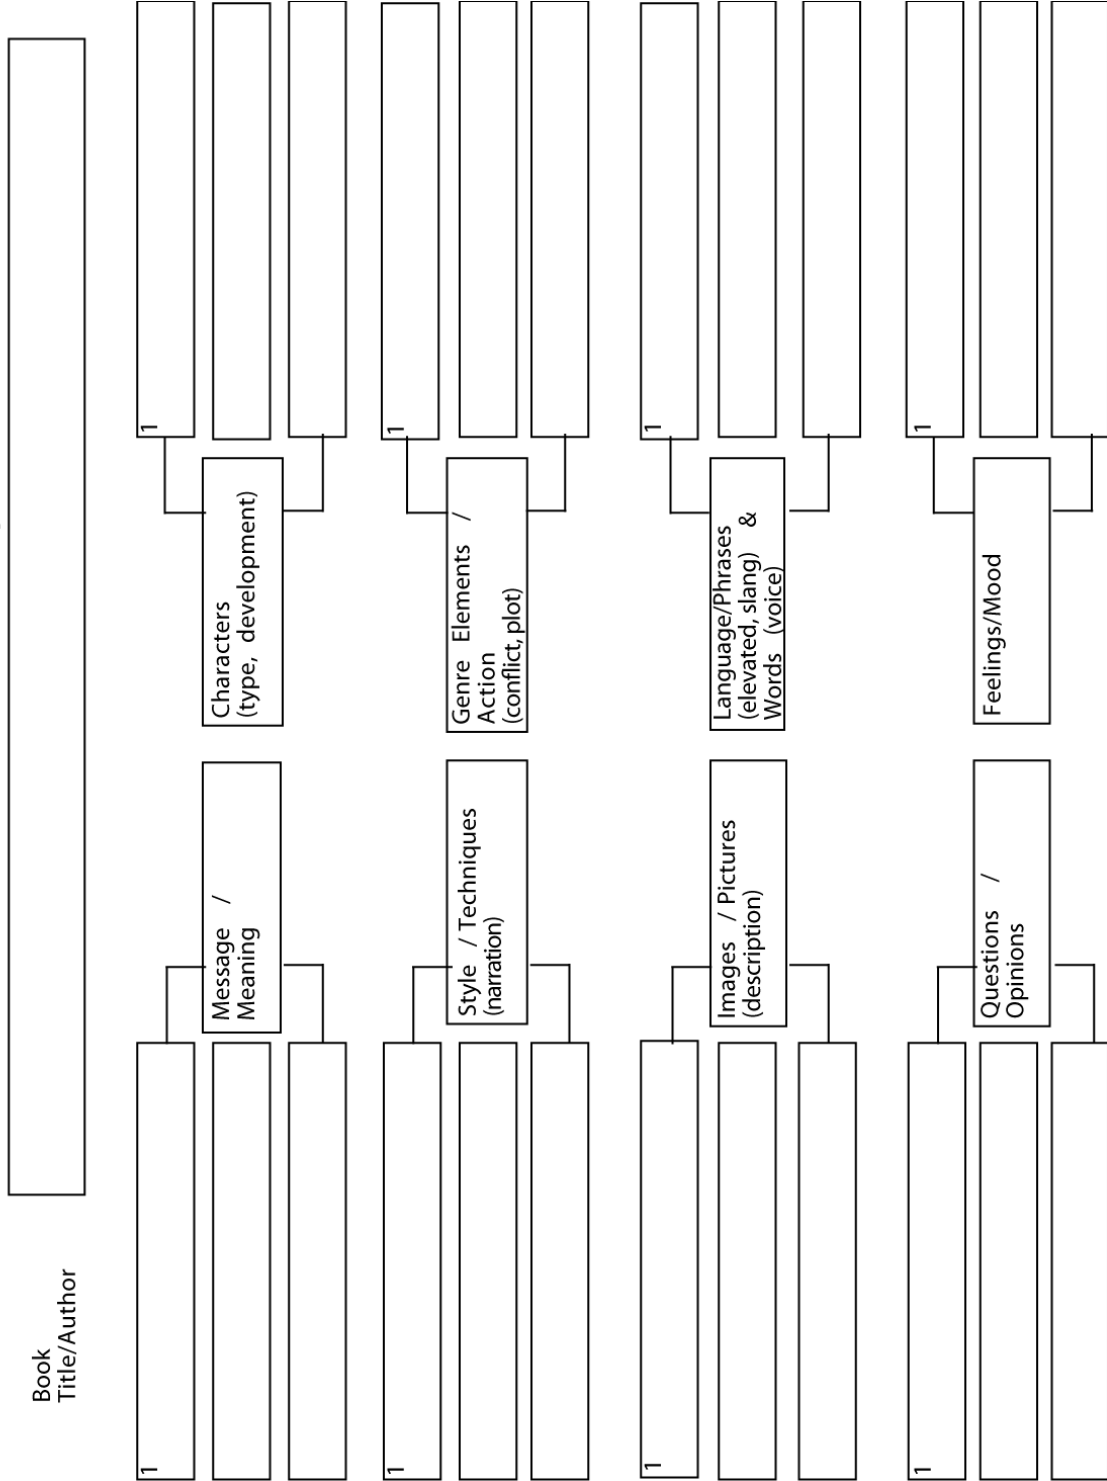 Book
Title/Author
1
Message /
Meaning
Characters
(type, development)
1
1
Style / Techniques
(narration)
Genre Elements /
Action
(conflict, plot)
1
1
Images / Pictures
(description)
Language/Phrases
(elevated, slang) &
Words (voice)
1
1
Questions /
Opinions
Feelings/Mood
1